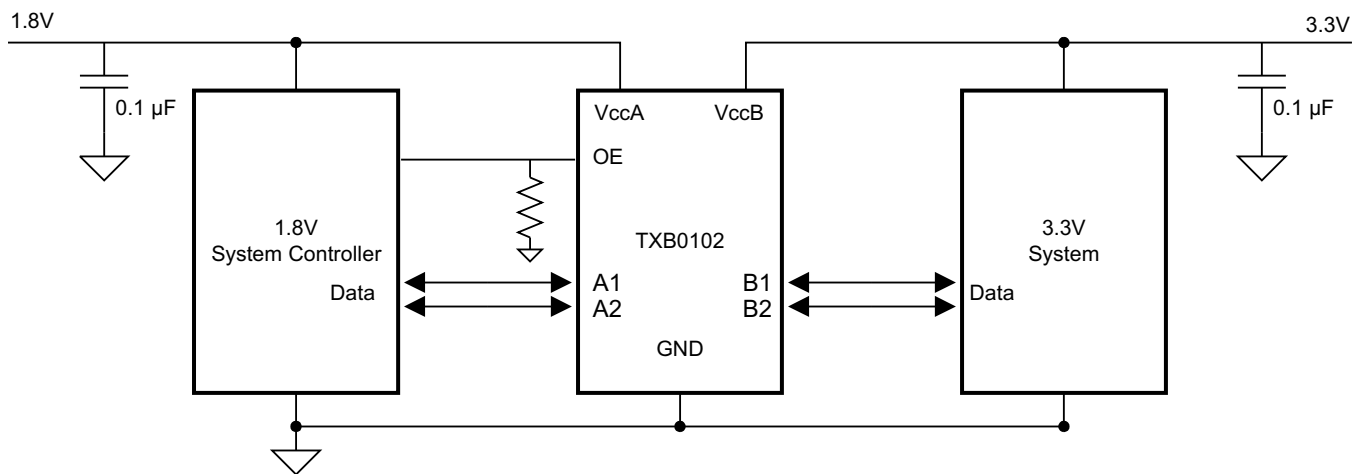 1.8V
3.3V
0.1 µF
VccA
VccB
0.1 µF
OE
1.8V
System Controller
TXB0102
3.3V
System
Data
A1
B1
Data
A2
B2
GND